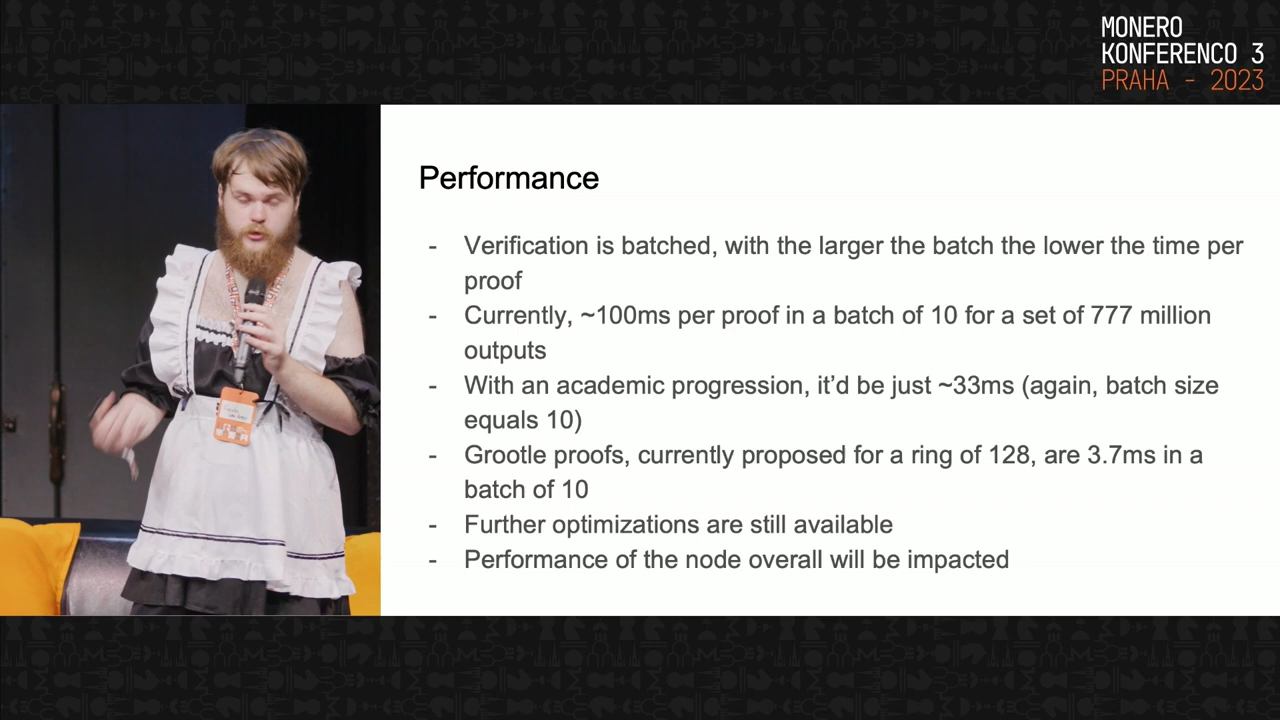 MONERO
KONFERENCO 3
PRAHA - 2023
Performance
- Verification is batched, with the larger the batch the lower the time per
proof
- Currently, ~100ms per proof in a batch of 10 for a set of 777 million
outputs
- With an academic progression, it’d be just ~33ms (again, batch size
equals 10)
- Grootle proofs, currently proposed for a ring of 128, are 3.7ms in a
batch of 10
- Further optimizations are still available
- Performance of the node overall will be impacted